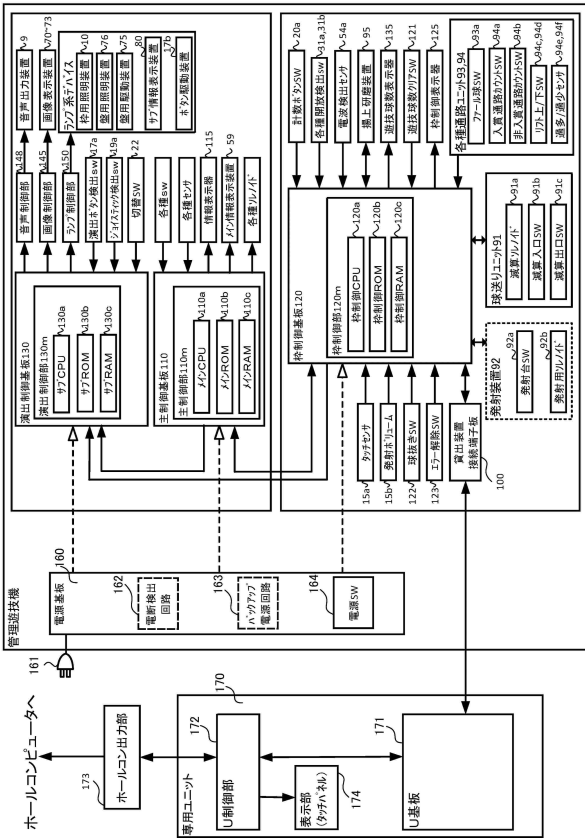 管理遊技機
演出制御基板130
演出制御部130m
サブCPU
130a
サブROM
130b
サブRAM
130c
音声制御部
148
音声出力装置
9
画像制御部
145
画像表示装置
70~73
ランプ制御部
150
ランプ系デバイス
枠用照明装置
10
盤用照明装置
76
盤用駆動装置
75
サブ情報表示装置
80
ボタン駆動装置
17b
演出ボタン検出SW
17a
ジョイスティック検出SW
19a
切替SW
22
主制御基板110
主制御部110m
メインCPU
110a
メインROM
110b
メインRAM
110c
各種SW
各種センサ
情報表示器
115
メイン情報表示装置
59
各種ソレノイド
枠制御基板120
枠制御部120m
枠制御CPU
120a
枠制御ROM
120b
枠制御RAM
120c
計数ボタンSW
20a
各種開放検出SW
31a,31b
電波検出センサ
54a
揚上研磨装置
95
遊技球数表示器
135
遊技球数クリアSW
121
枠制御表示器
125
各種通路ユニット93,94
ファール球SW
93a
入賞通路カウントSW
94a
非入賞通路カウントSW
94b
リフト上/下SW
94c,94d
過多/過少センサ
94e,94f
タッチセンサ
15a
発射ボリューム
15b
球抜きSW
122
エラー解除SW
123
貸出装置
接続端子板
100
発射装置92
発射台SW
92a
発射用ソレノイド
92b
球送りユニット91
減算ソレノイド
91a
減算入口SW
91b
減算出口SW
91c
160
電源基板
161
162
電断検出
回路
163
バックアップ
電源回路
164
電源SW
ホールコンピュータへ
ホールコン出力部
173
専用ユニット
170
U制御部
172
表示部
(タッチパネル)
174
U基板
171